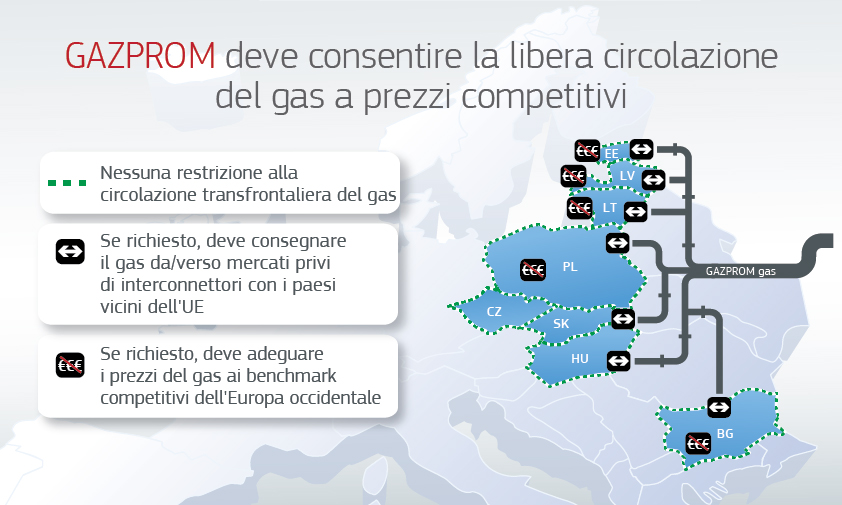 GAZPROM deve consentire la libera circolazione
del gas a prezzi competitivi
Nessuna restrizione alla
circolazione transfrontaliera del gas
Se richiesto, deve consegnare
il gas da/verso mercati privi
di interconnettori con i paesi
vicini dell'UE
€€€
Se richiesto, deve adeguare
i prezzi del gas ai benchmark
competitivi dell'Europa occidentale
€€€
EE
€€€
LV
€€€
LT
€€€
PL
GAZPROM gas
CZ
SK
HU
BG
€€€